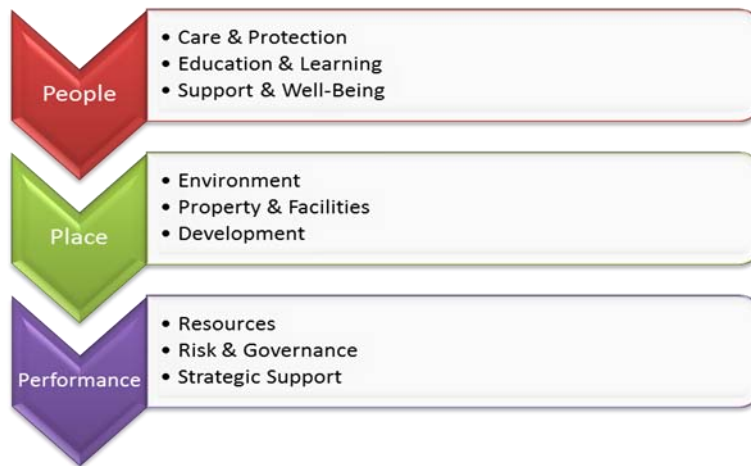 People
• Care & Protection
• Education & Learning
• Support & Well-Being
Place
• Environment
• Property & Facilities
• Development
Performance
• Resources
• Risk & Governance
• Strategic Support